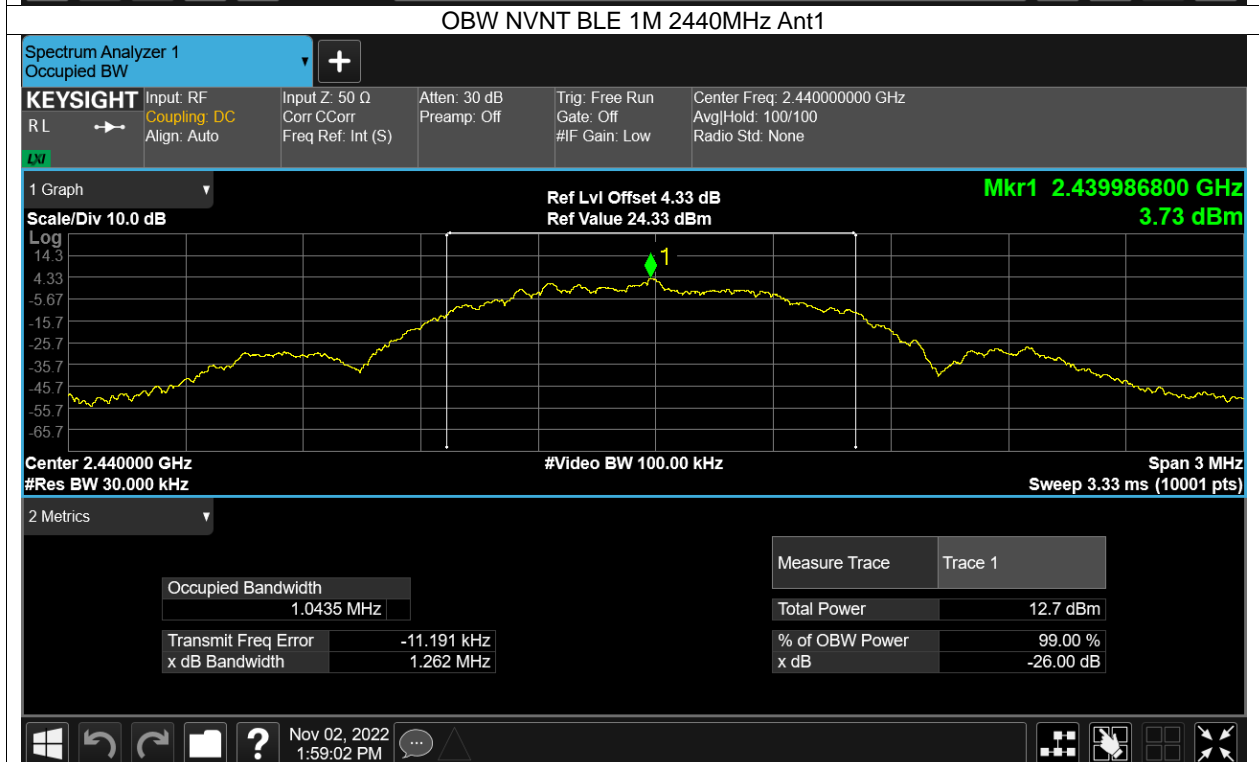 OBW NVNT BLE 1M 2440MHz Ant1
Spectrum Analyzer 1
Occupied BW
+
KEYSIGHT
RL
LXI
Input: RF
Coupling: DC
Align: Auto
Input Z: 50 Ω
Corr CCorr
Freq Ref: Int (S)
Atten: 30 dB
Preamp: Off
Trig: Free Run
Gate: Off
#IF Gain: Low
Center Freq: 2.440000000 GHz
Avg|Hold: 100/100
Radio Std: None
1 Graph
Scale/Div 10.0 dB
Ref Lvl Offset 4.33 dB
Ref Value 24.33 dBm
Mkr1 2.439986800 GHz
3.73 dBm
Log
14.3
4.33
-5.67
-15.7
-25.7
-35.7
-45.7
-55.7
-65.7
1
Center 2.440000 GHz
#Video BW 100.00 kHz
Span 3 MHz
#Res BW 30.000 kHz
Sweep 3.33 ms (10001 pts)
2 Metrics
Measure Trace Trace 1
Occupied Bandwidth
1.0435 MHz
Total Power 12.7 dBm
Transmit Freq Error -11.191 kHz
% of OBW Power 99.00 %
x dB Bandwidth 1.262 MHz
x dB -26.00 dB
?
Nov 02, 2022
1:59:02 PM